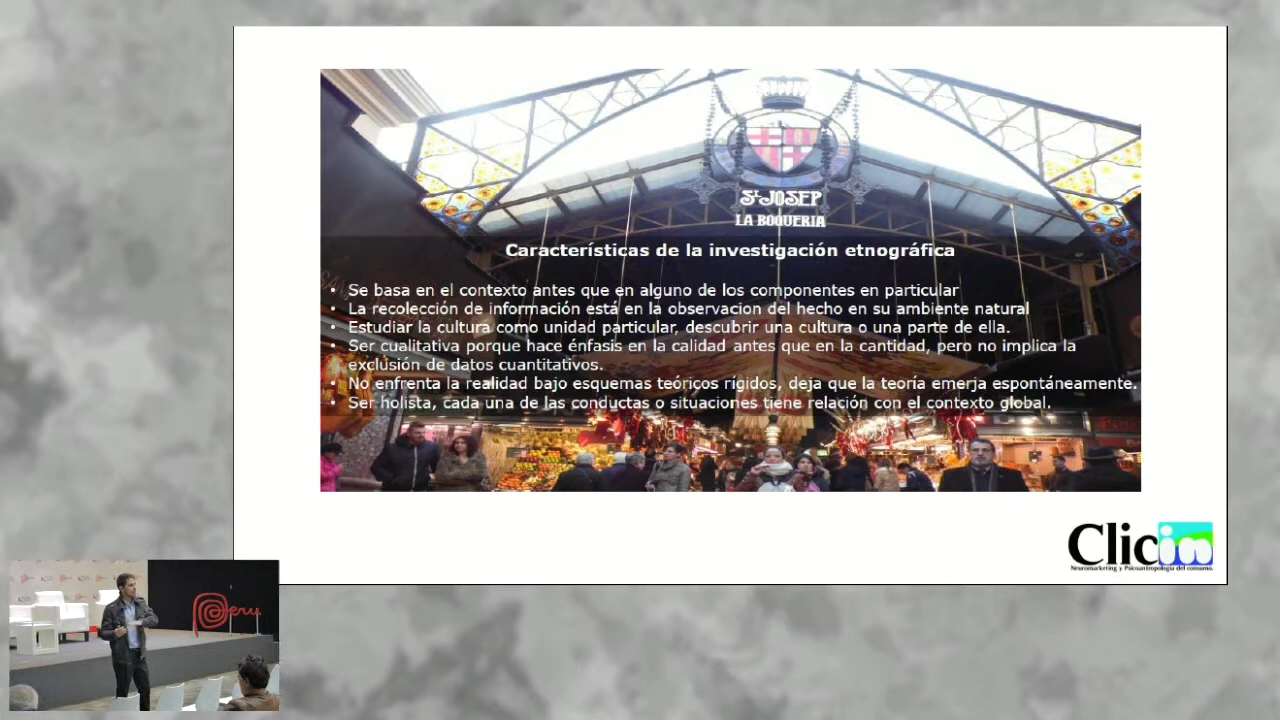 St JOSEP
LA BOQUERIA
Características de la investigación etnográfica
• Se basa en el contexto antes que en alguno de los componentes en particular
• La recolección de información está en la observacion del hecho en su ambiente natural
• Estudiar la cultura como unidad particular, descubrir una cultura o una parte de ella.
• Ser cualitativa porque hace énfasis en la calidad antes que en la cantidad, pero no implica la
exclusión de datos cuantitativos.
• No enfrenta la realidad bajo esquemas teóricos rígidos, deja que la teoría emerja espontáneamente.
• Ser holista, cada una de las conductas o situaciones tiene relación con el contexto global.
Clicin
Neuromarketing y Psicoantropología del consumo.
Peru